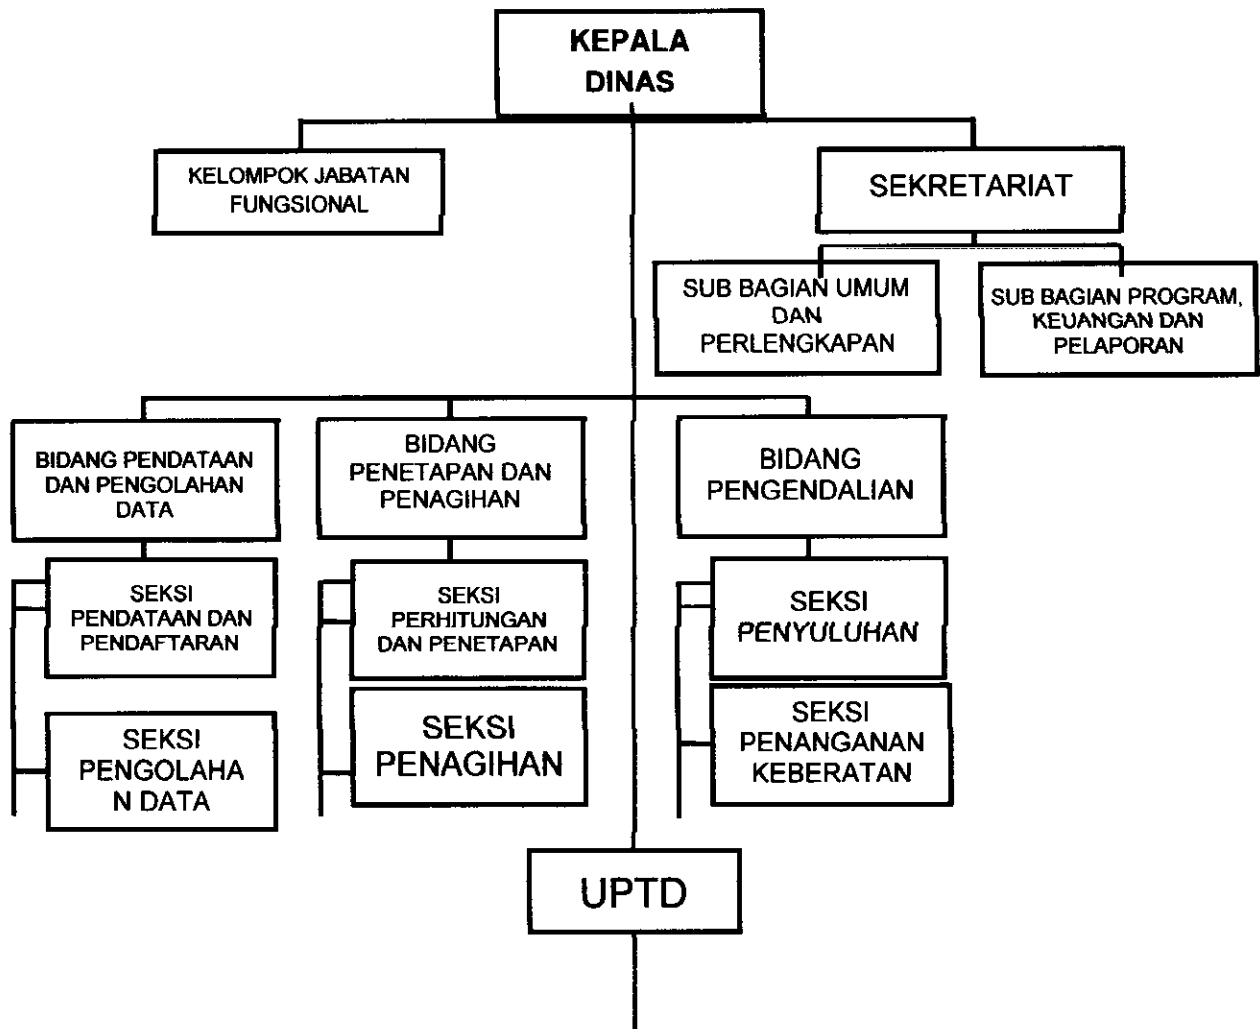 KEPALA
DINAS
KELOMPOK JABATAN
FUNGSIONAL
SEKRETARIAT
SUB BAGIAN UMUM
DAN
PERLENGKAPAN
SUB BAGIAN PROGRAM,
KEUANGAN DAN
PELAPORAN
BIDANG PENDATAAN
DAN PENGOLAHAN
DATA
BIDANG
PENETAPAN DAN
PENAGIHAN
BIDANG
PENGENDALIAN
SEKSI
PENDATAAN DAN
PENDAFTARAN
SEKSI
PERHITUNGAN
DAN PENETAPAN
SEKSI
PENYULUHAN
SEKSI
PENGOLAHA
N DATA
SEKSI
PENAGIHAN
SEKSI
PENANGANAN
KEBERATAN
UPTD